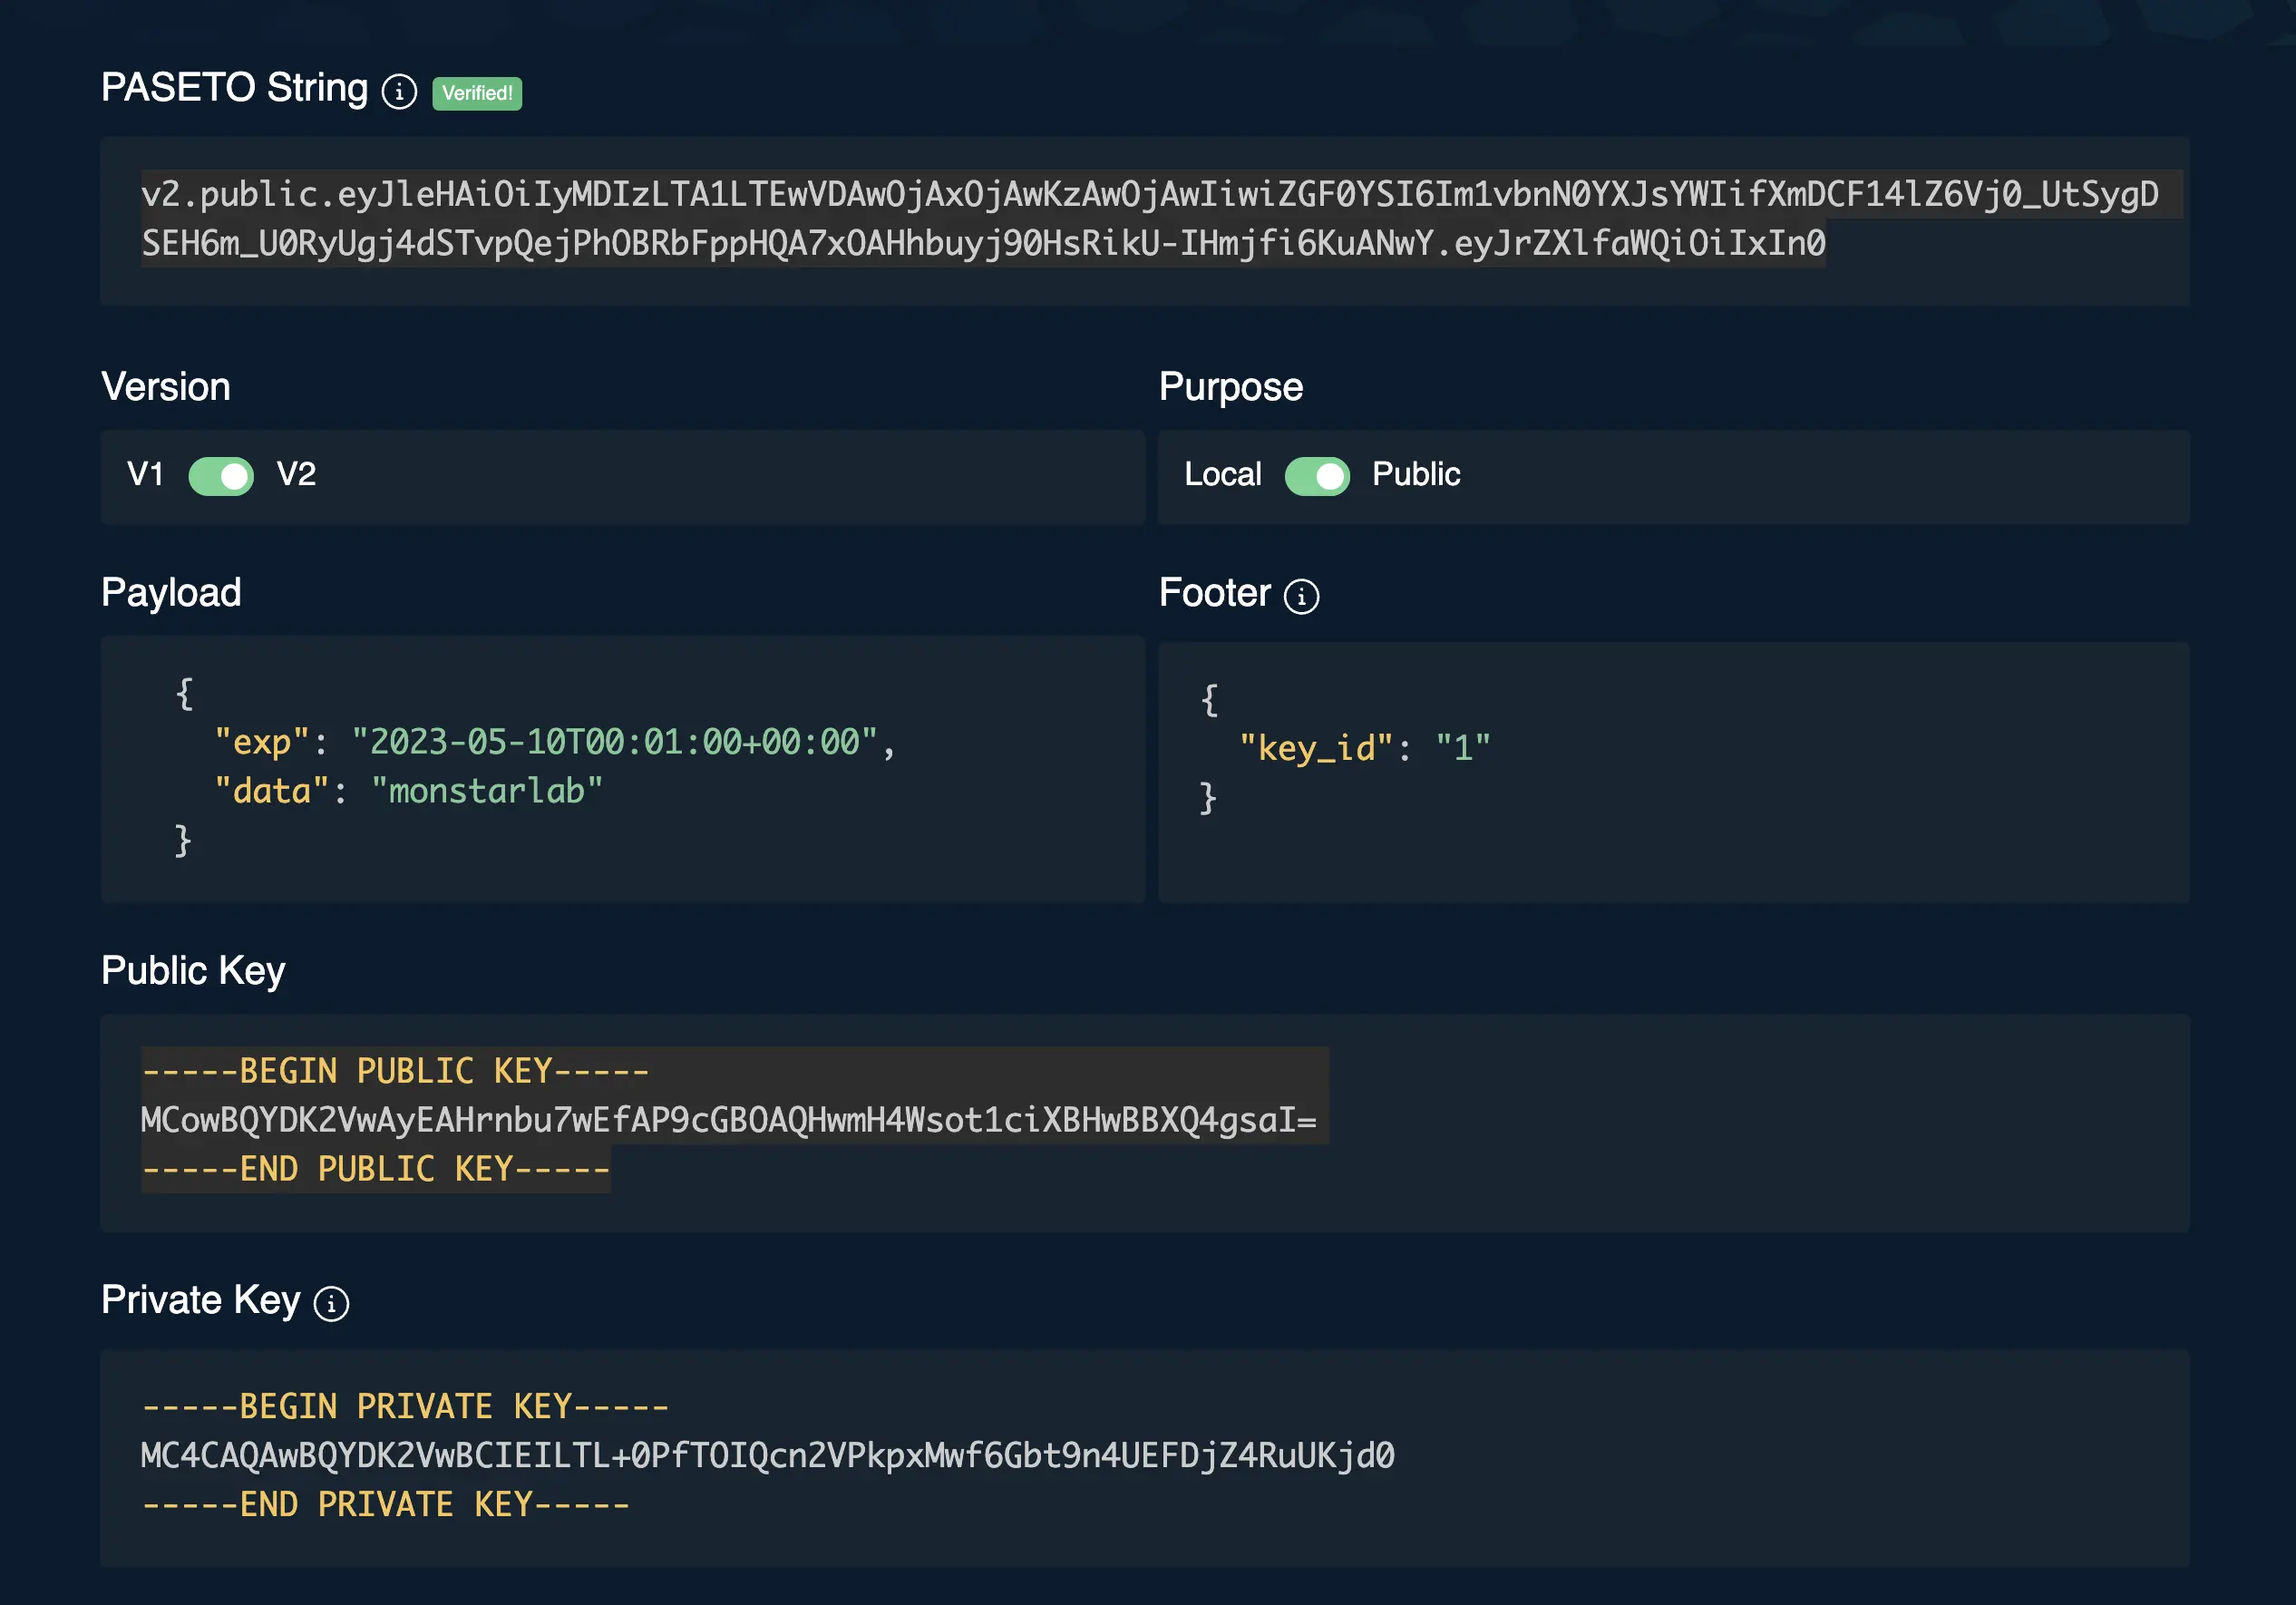 PASETO String Verified!
v2.public.eyJleHAiOiIyMDIzLTA1LTEwVDAwOjAxOjAwKzAwOjAwIiwiZGF0YSI6Im1vbnN0YXJsYWIifXmDCF14lZ6Vj0_UtSygD
SEH6m_U0RyUgj4dSTvpQejPhOBRbFppHQA7xOAHhbuyj90HsRikU-IHmjfi6KuANwY.eyJrZXlfaWQiOiIxIn0
Version
V1 V2
Purpose
Local Public
Payload
{
"exp": "2023-05-10T00:01:00+00:00",
"data": "monstarlab"
}
Footer
{
"key_id": "1"
}
Public Key
-----BEGIN PUBLIC KEY-----
MCowBQYDK2VwAyEAHrnbu7wEfAP9cGBOAQHwmH4Wsot1ciXBHwBBXQ4gsaI=
-----END PUBLIC KEY-----
Private Key
-----BEGIN PRIVATE KEY-----
MC4CAQAwBQYDK2VwBCIEILTL+0PfTOIQcn2VPkpxMwf6Gbt9n4UEFDjZ4RuUKjd0
-----END PRIVATE KEY-----